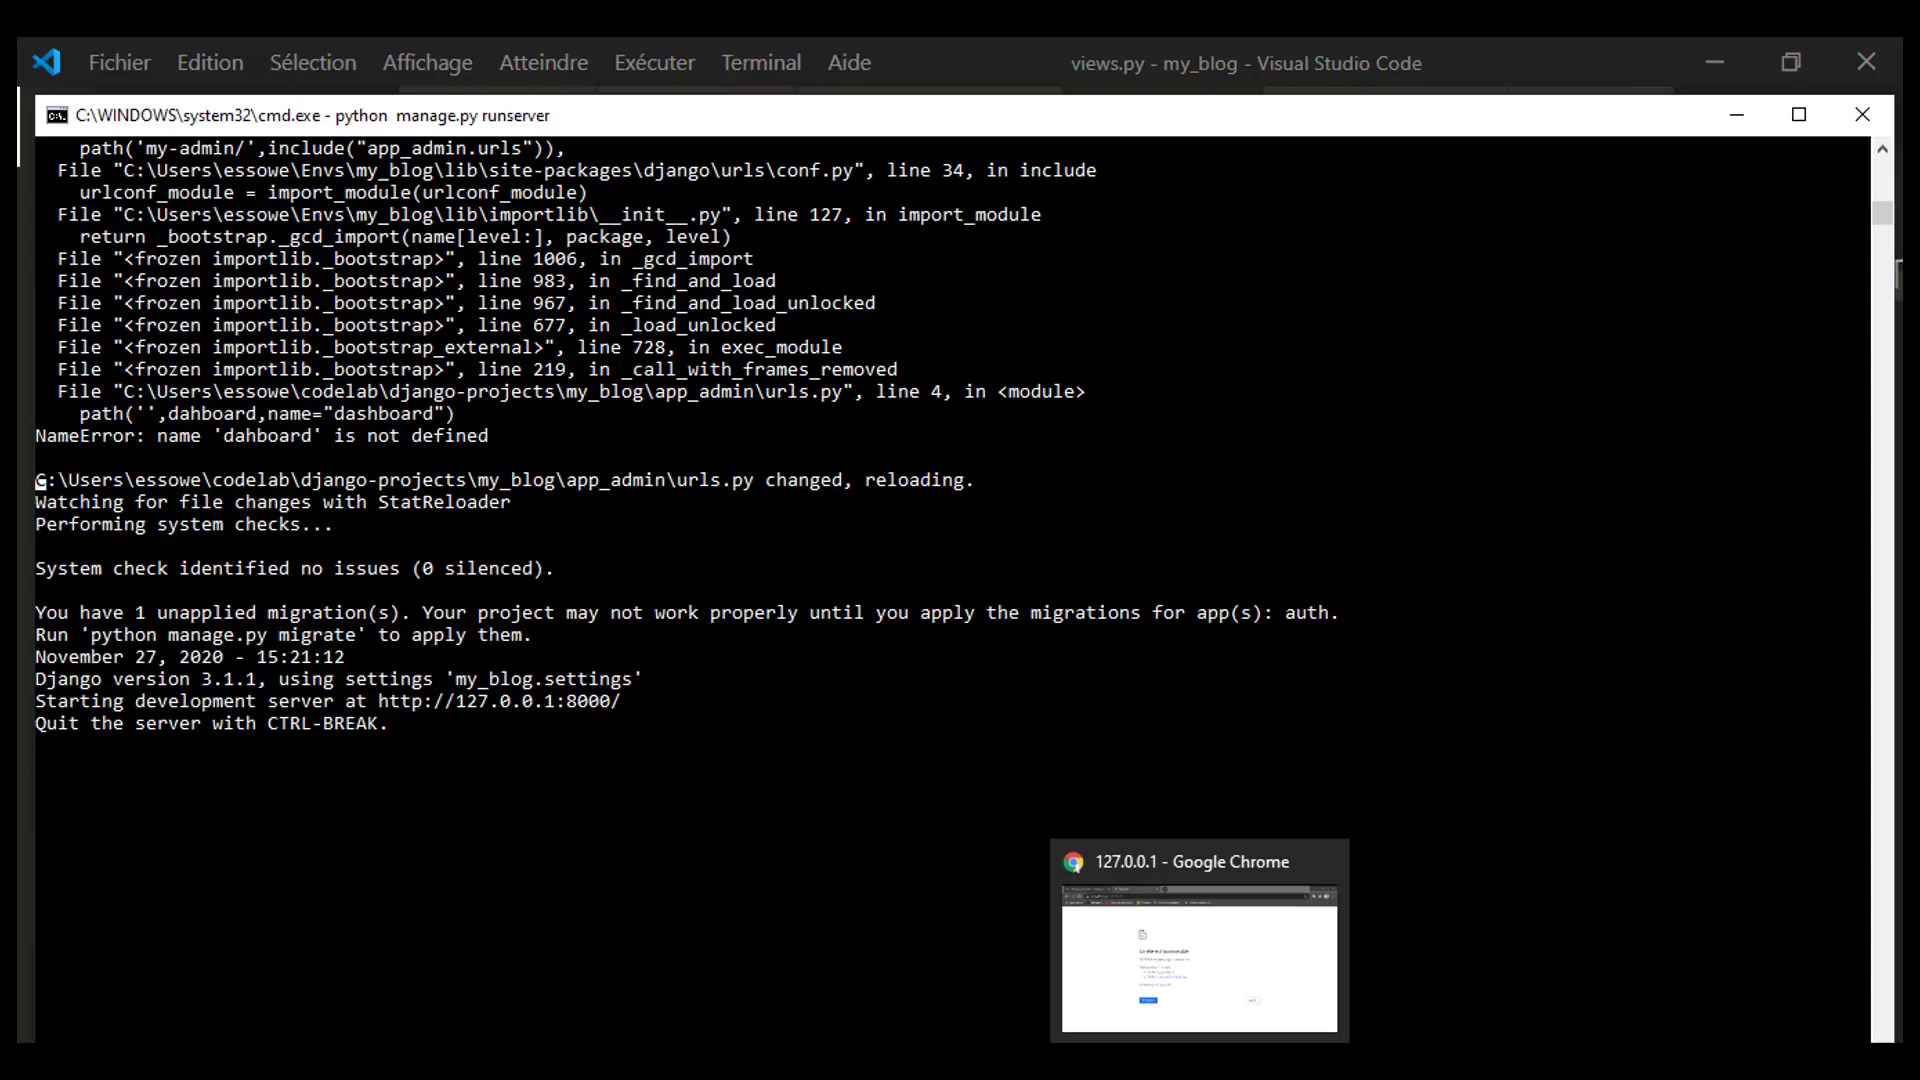 Fichier Edition Sélection Affichage Atteindre Exécuter Terminal Aide views.py - my_blog - Visual Studio Code
C:\WINDOWS\system32\cmd.exe - python  manage.py runserver
    path('my-admin/',include("app_admin.urls")),
  File "C:\Users\essowe\Envs\my_blog\lib\site-packages\django\urls\conf.py", line 34, in include
    urlconf_module = import_module(urlconf_module)
  File "C:\Users\essowe\Envs\my_blog\lib\importlib\__init__.py", line 127, in import_module
    return _bootstrap._gcd_import(name[level:], package, level)
  File "<frozen importlib._bootstrap>", line 1006, in _gcd_import
  File "<frozen importlib._bootstrap>", line 983, in _find_and_load
  File "<frozen importlib._bootstrap>", line 967, in _find_and_load_unlocked
  File "<frozen importlib._bootstrap>", line 677, in _load_unlocked
  File "<frozen importlib._bootstrap_external>", line 728, in exec_module
  File "<frozen importlib._bootstrap>", line 219, in _call_with_frames_removed
  File "C:\Users\essowe\codelab\django-projects\my_blog\app_admin\urls.py", line 4, in <module>
    path('',dahboard,name="dashboard")
NameError: name 'dahboard' is not defined
C:\Users\essowe\codelab\django-projects\my_blog\app_admin\urls.py changed, reloading.
Watching for file changes with StatReloader
Performing system checks...
System check identified no issues (0 silenced).
You have 1 unapplied migration(s). Your project may not work properly until you apply the migrations for app(s): auth.
Run 'python manage.py migrate' to apply them.
November 27, 2020 - 15:21:12
Django version 3.1.1, using settings 'my_blog.settings'
Starting development server at http://127.0.0.1:8000/
Quit the server with CTRL-BREAK.
127.0.0.1 - Google Chrome